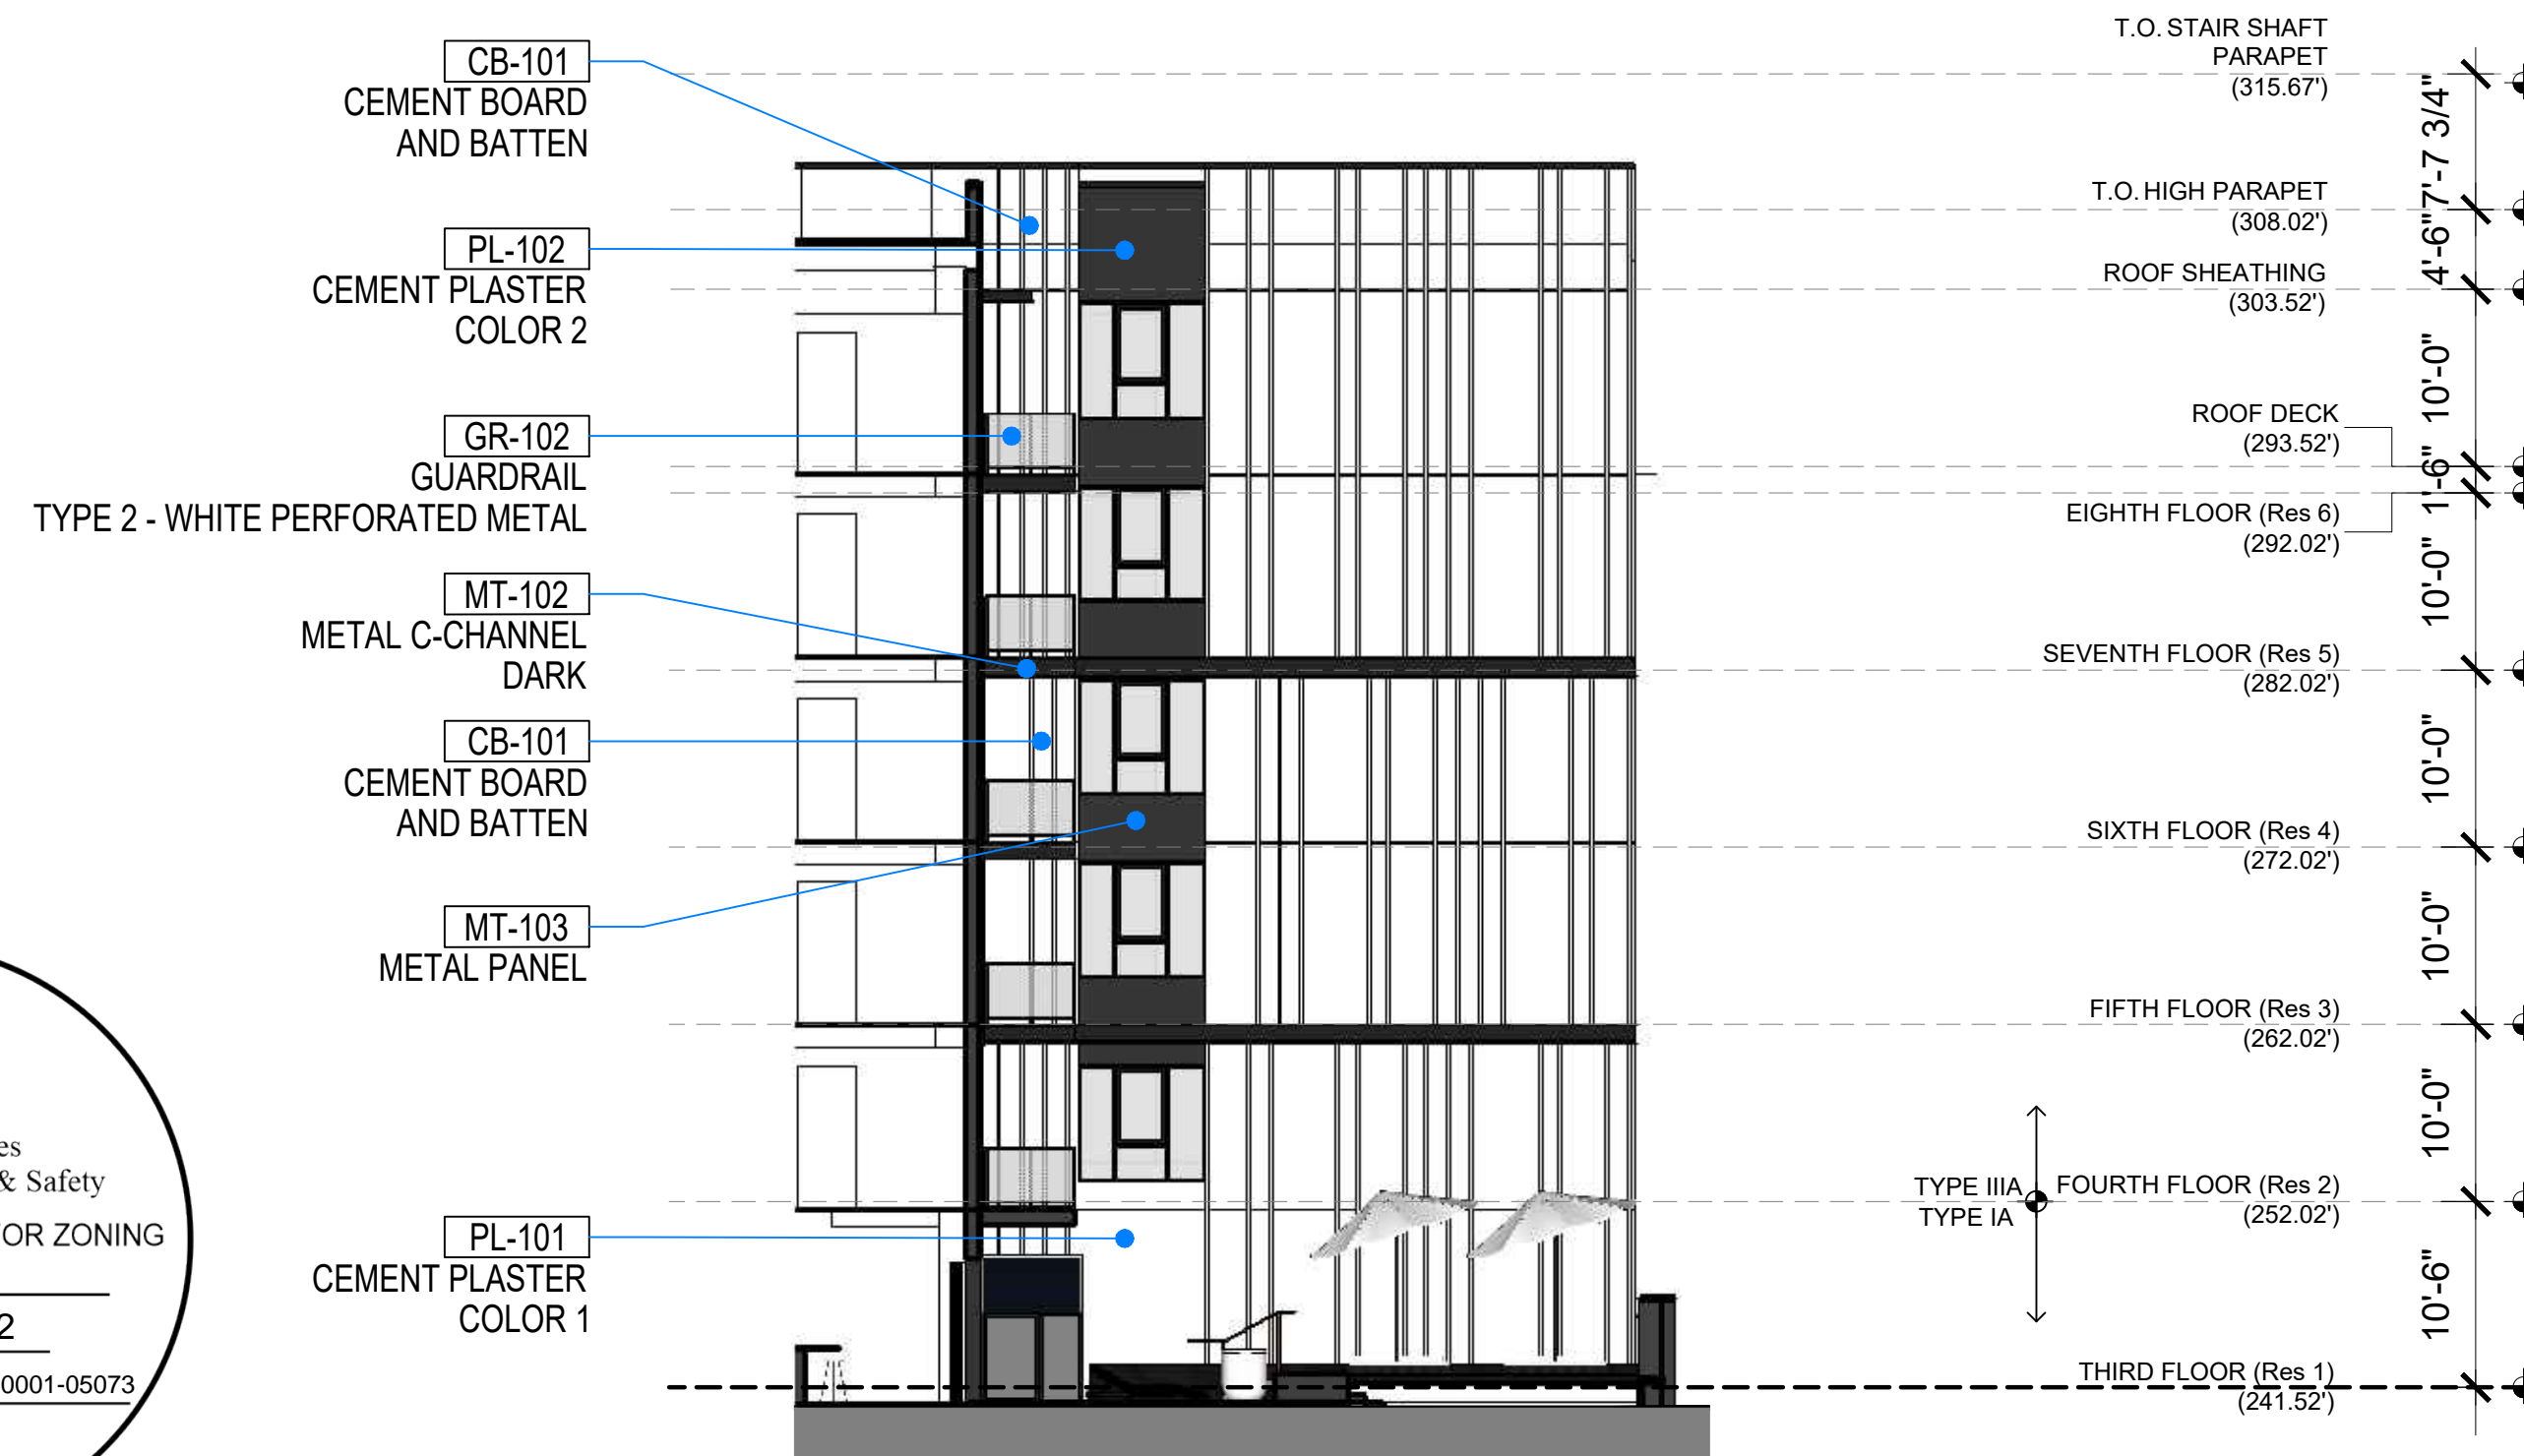 CB-101
CEMENT BOARD
AND BATTEN
PL-102
CEMENT PLASTER
COLOR 2
GR-102
GUARDRAIL
TYPE 2 - WHITE PERFORATED METAL
MT-102
METAL C-CHANNEL
DARK
CB-101
CEMENT BOARD
AND BATTEN
MT-103
METAL PANEL
PL-101
CEMENT PLASTER
COLOR 1
es
& Safety
OR ZONING
2
0001-05073
T.O. STAIR SHAFT
PARAPET
(315.67')
7'-7 3/4"
T.O. HIGH PARAPET
(308.02')
4'-6"
ROOF SHEATHING
(303.52')
10'-0"
ROOF DECK
(293.52')
1'-6"
EIGHTH FLOOR (Res 6)
(292.02')
10'-0"
SEVENTH FLOOR (Res 5)
(282.02')
10'-0"
SIXTH FLOOR (Res 4)
(272.02')
10'-0"
FIFTH FLOOR (Res 3)
(262.02')
10'-0"
TYPE IIIA
TYPE IA
FOURTH FLOOR (Res 2)
(252.02')
10'-6"
THIRD FLOOR (Res 1)
(241.52')